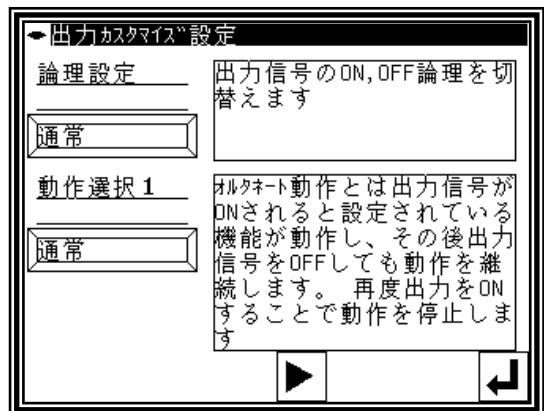 出力ｶｽﾀﾏｲｽﾞ設定
論理設定
出力信号のON,OFF論理を切
替えます
通常
動作選択１
ｵﾙﾀﾈｰﾄ動作とは出力信号が
ONされると設定されている
機能が動作し、その後出力
信号をOFFしても動作を継
続します。 再度出力をON
することで動作を停止しま
す
通常